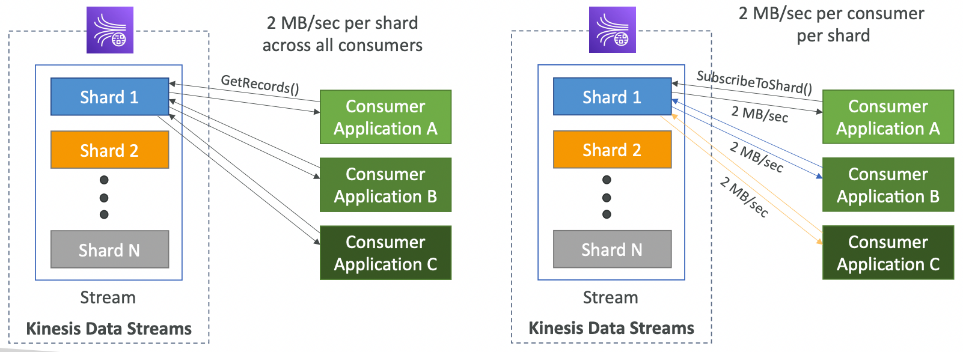 2 MB/sec per shard
across all consumers
GetRecords()
Shard 1
Shard 2
Shard N
Stream
Kinesis Data Streams
Consumer
Application A
Consumer
Application B
Consumer
Application C
2 MB/sec per consumer
per shard
SubscribeToShard()
2 MB/sec
2 MB/sec
2 MB/sec
Shard 1
Shard 2
Shard N
Stream
Kinesis Data Streams
Consumer
Application A
Consumer
Application B
Consumer
Application C